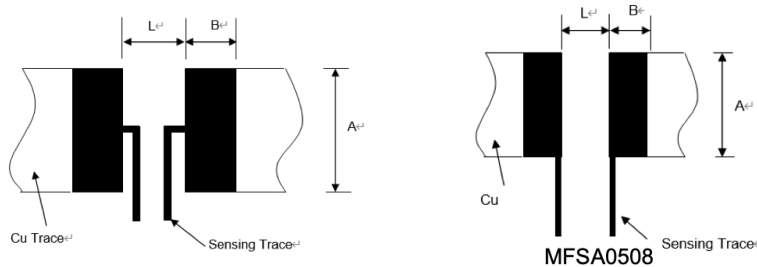 L↵
B↵
A↵
Cu Trace↵
Sensing Trace↵
L↵
B↵
A↵
Cu
Sensing Trace↵
MFSA0508